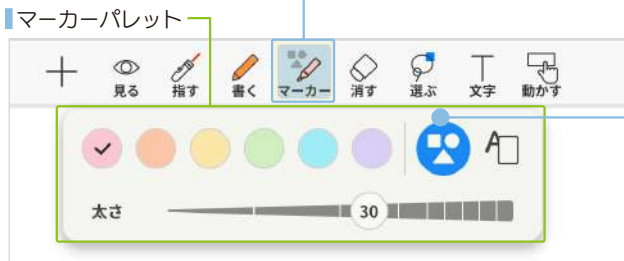 マーカーパレット
見る 指す 書く マーカー 消す 選ぶ 文字 動かす
太さ 30